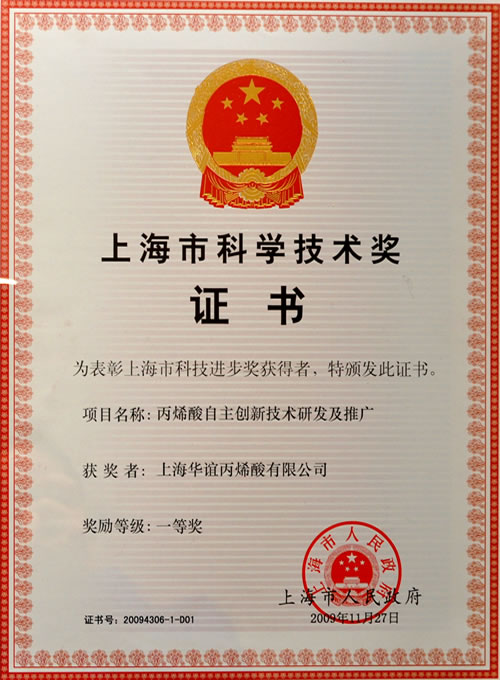 上海市科学技术奖
证书
为表彰上海市科技进步奖获得者，特颁发此证书。
项目名称：丙烯酸自主创新技术研发及推广
获奖者：上海华谊丙烯酸有限公司
奖励等级：一等奖
上海市人民政府
上海市人民政府
2009年11月27日
证书号：20094306-1-D01